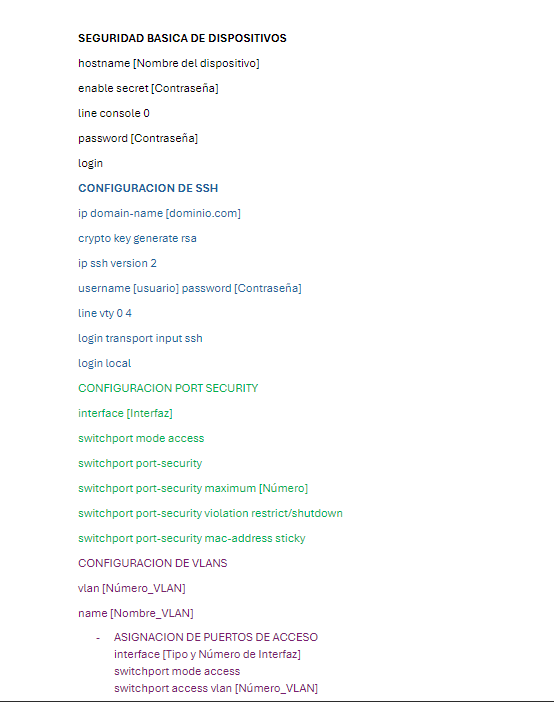 SEGURIDAD BASICA DE DISPOSITIVOS
hostname [Nombre del dispositivo]
enable secret [Contraseña]
line console 0
password [Contraseña]
login
CONFIGURACION DE SSH
ip domain-name [dominio.com]
crypto key generate rsa
ip ssh version 2
username [usuario] password [Contraseña]
line vty 0 4
login transport input ssh
login local
CONFIGURACION PORT SECURITY
interface [Interfaz]
switchport mode access
switchport port-security
switchport port-security maximum [Número]
switchport port-security violation restrict/shutdown
switchport port-security mac-address sticky
CONFIGURACION DE VLANS
vlan [Número_VLAN]
name [Nombre_VLAN]
- ASIGNACION DE PUERTOS DE ACCESO
interface [Tipo y Número de Interfaz]
switchport mode access
switchport access vlan [Número_VLAN]